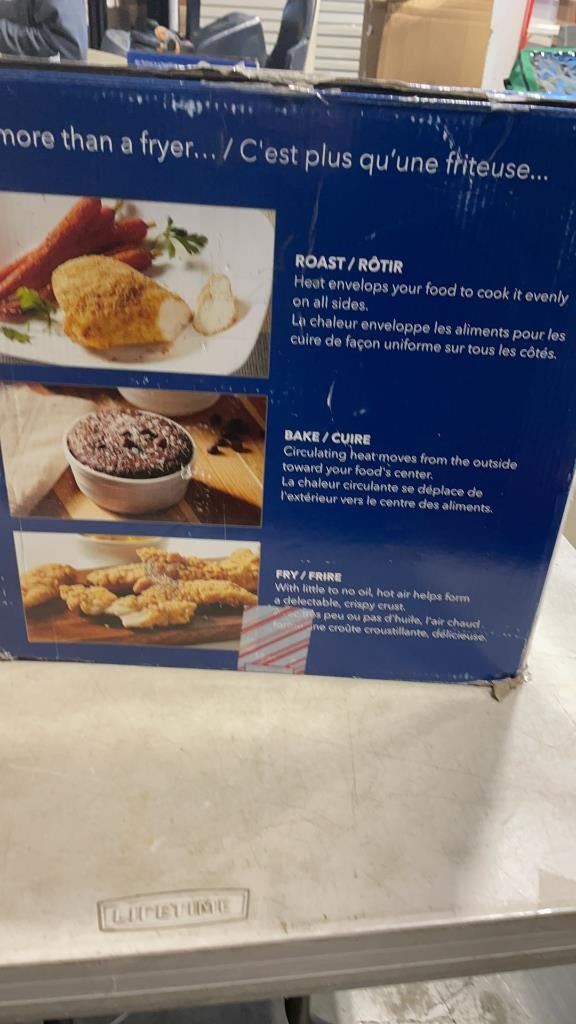 more than a fryer... / C'est plus qu'une friteuse...
ROAST / RÔTIR
Heat envelops your food to cook it evenly
on all sides.
La chaleur enveloppe les aliments pour les
cuire de façon uniforme sur tous les côtés.
BAKE / CUIRE
Circulating heat moves from the outside
toward your food's center.
La chaleur circulante se déplace de
l'extérieur vers le centre des aliments.
FRY / FRIRE
With little to no oil, hot air helps form
a delectable, crispy crust.
très peu ou pas d'huile, l'air chaud
une croûte croustillante, délicieuse.
LIFETIME